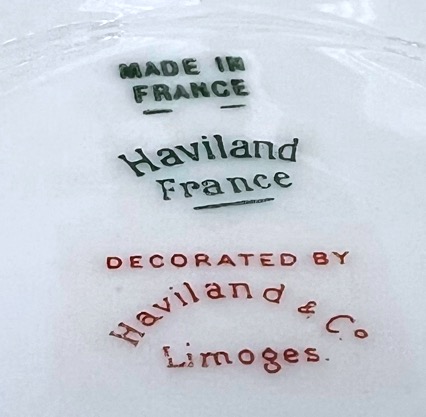 MADE IN
FRANCE
Haviland
France
DECORATED BY
Haviland & Co
Limoges.